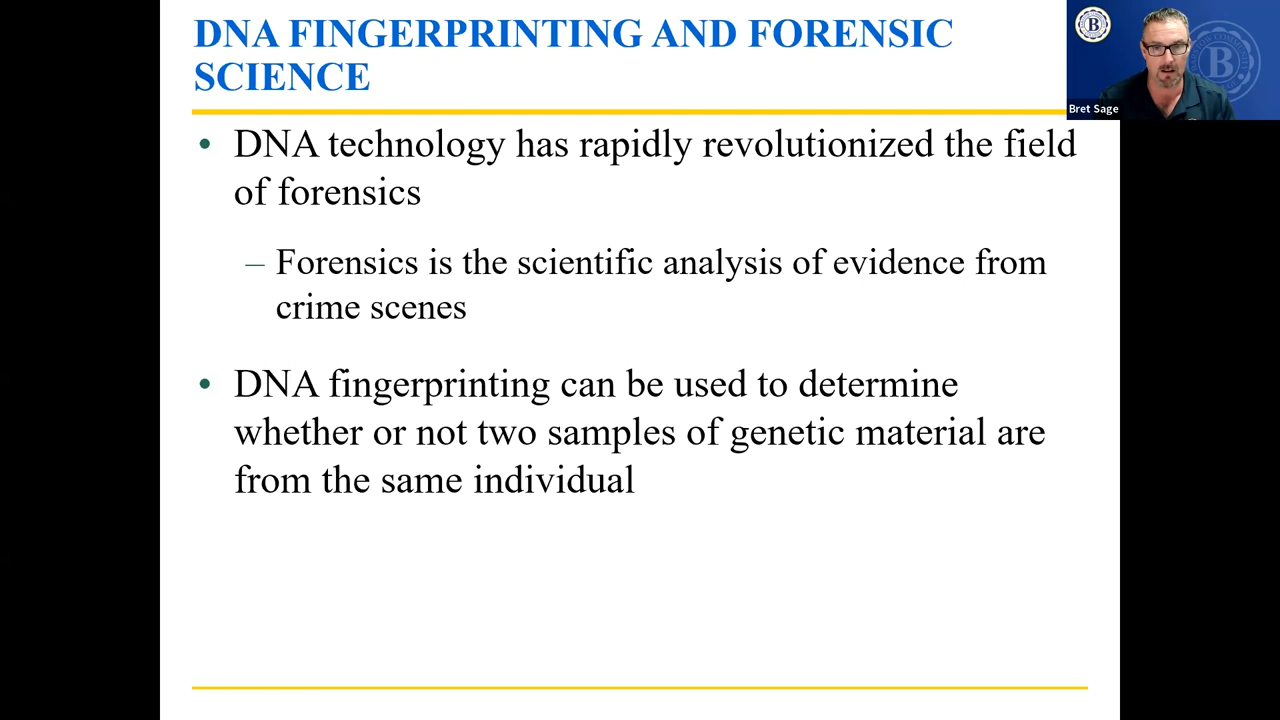 DNA FINGERPRINTING AND FORENSIC
SCIENCE
• DNA technology has rapidly revolutionized the field
of forensics
– Forensics is the scientific analysis of evidence from
crime scenes
• DNA fingerprinting can be used to determine
whether or not two samples of genetic material are
from the same individual
B
B
Bret Sage